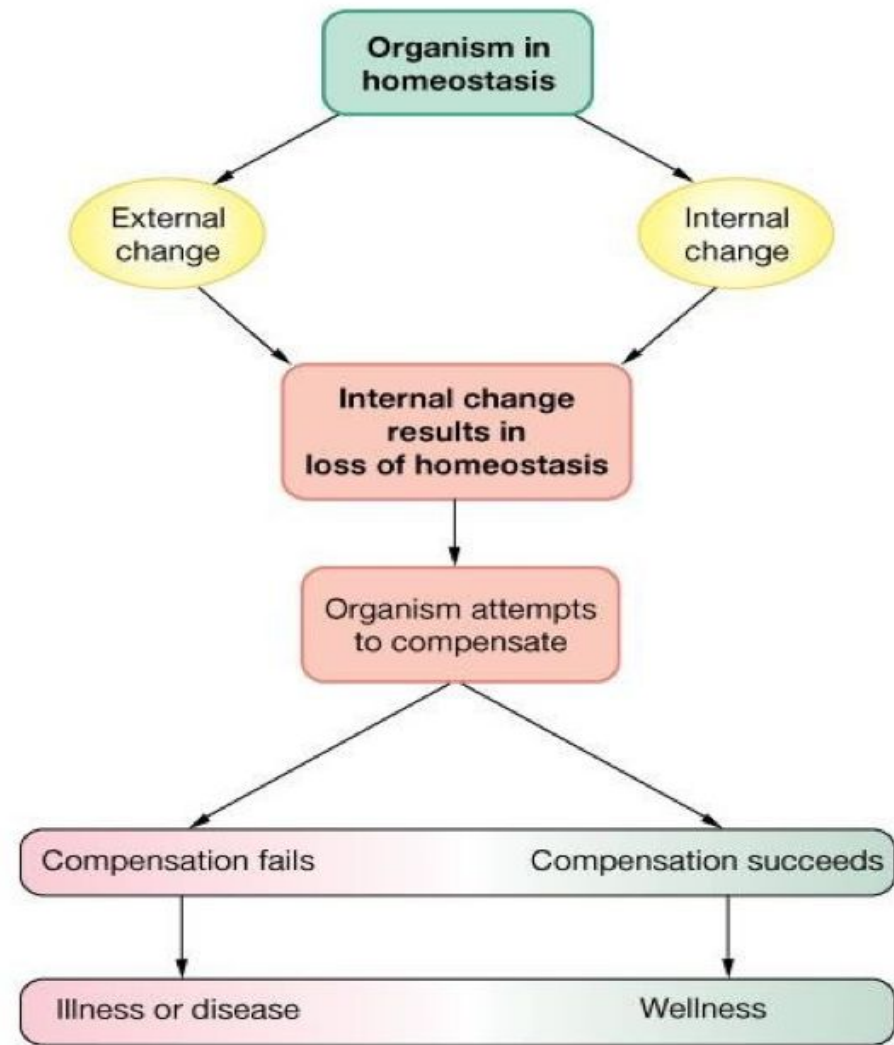 Organism in
homeostasis
External
change
Internal
change
Internal change
results in
loss of homeostasis
Organism attempts
to compensate
Compensation fails
Compensation succeeds
Illness or disease
Wellness